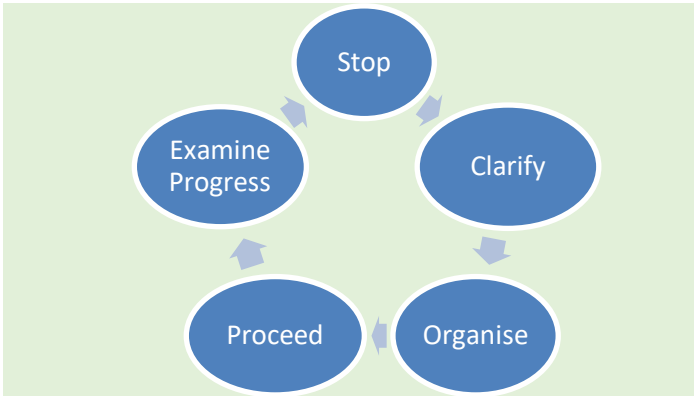 Stop
Clarify
Organise
Proceed
Examine
Progress